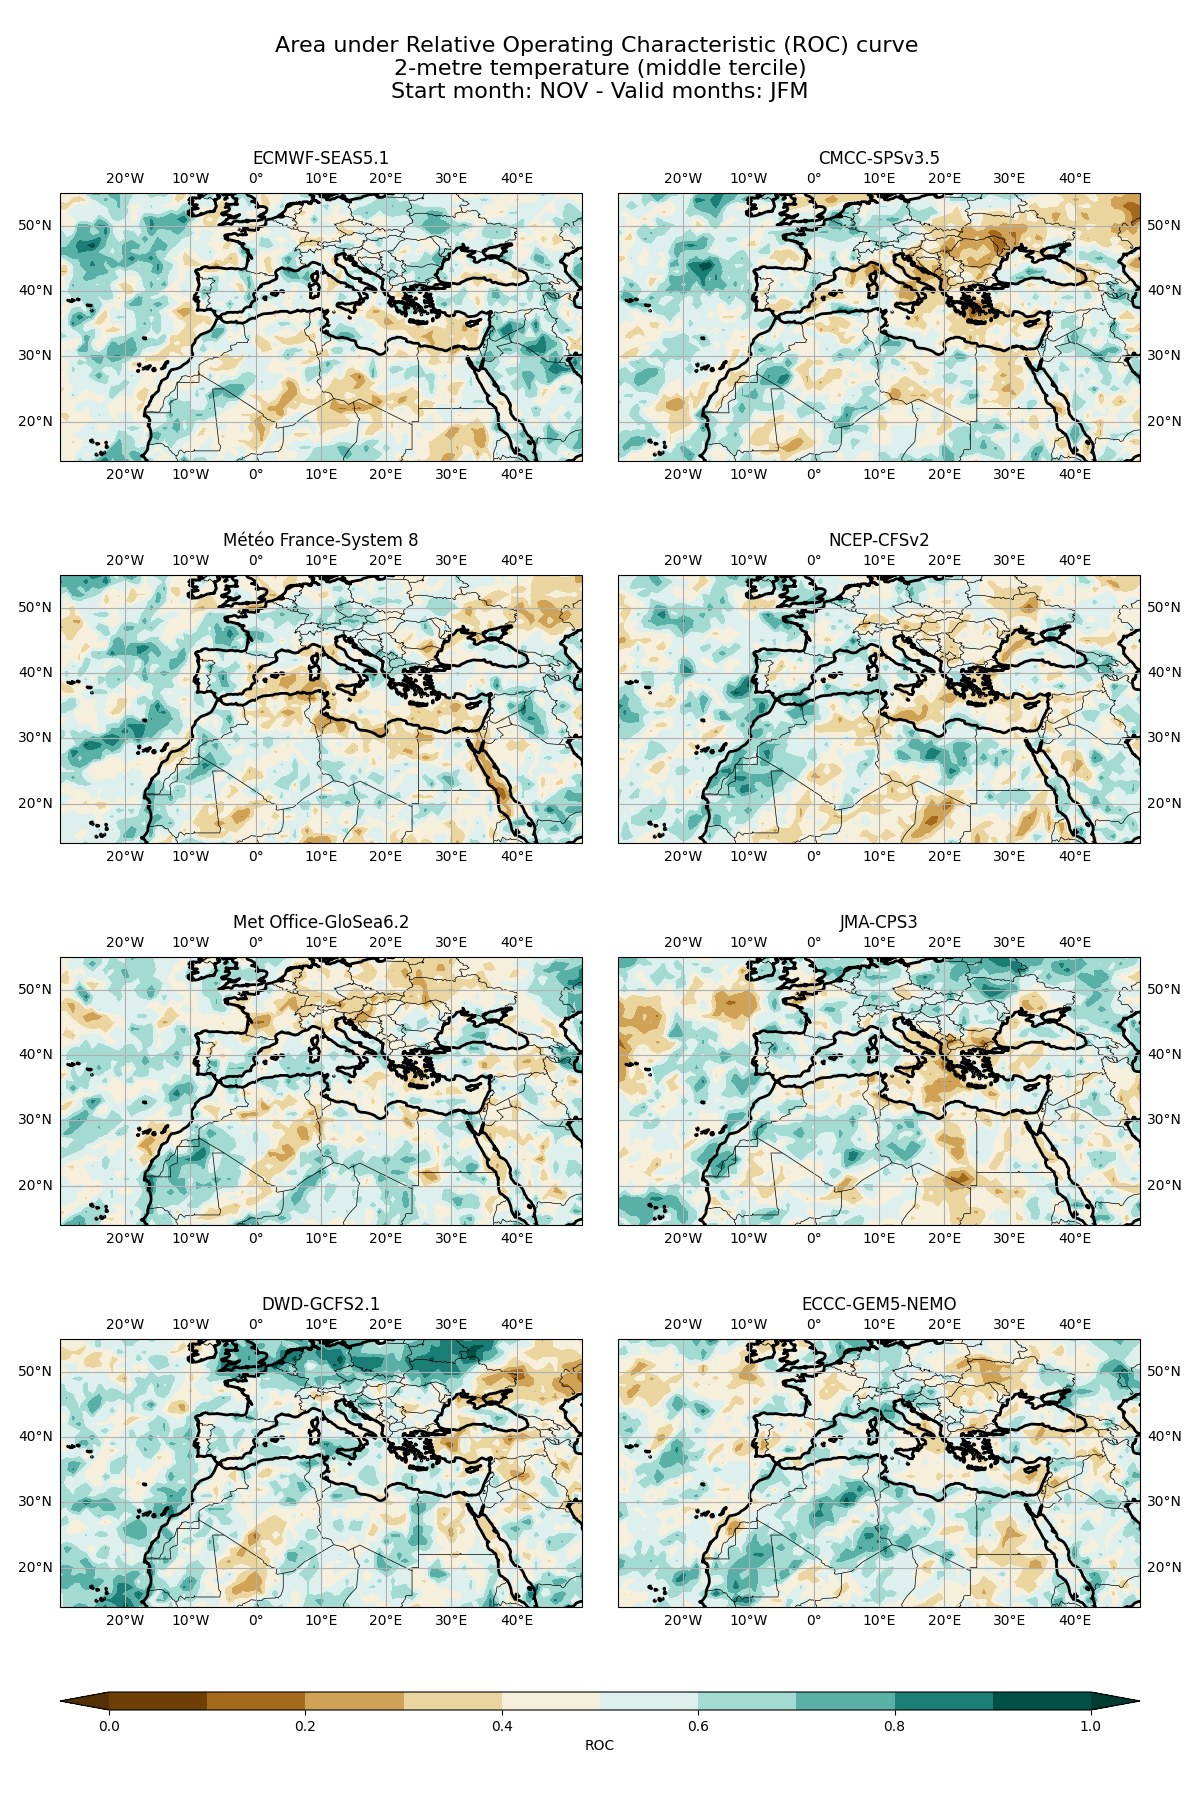 Area under Relative Operating Characteristic (ROC) curve
2-metre temperature (middle tercile)
Start month: NOV - Valid months: JFM
ECMWF-SEAS5.1
CMCC-SPSv3.5
20°W 10°W 0° 10°E 20°E 30°E 40°E
20°W 10°W 0° 10°E 20°E 30°E 40°E
50°N
50°N
40°N
40°N
30°N
30°N
20°N
20°N
20°W 10°W 0° 10°E 20°E 30°E 40°E
20°W 10°W 0° 10°E 20°E 30°E 40°E
Météo France-System 8
NCEP-CFSv2
20°W 10°W 0° 10°E 20°E 30°E 40°E
20°W 10°W 0° 10°E 20°E 30°E 40°E
50°N
50°N
40°N
40°N
30°N
30°N
20°N
20°N
20°W 10°W 0° 10°E 20°E 30°E 40°E
20°W 10°W 0° 10°E 20°E 30°E 40°E
Met Office-GloSea6.2
JMA-CPS3
20°W 10°W 0° 10°E 20°E 30°E 40°E
20°W 10°W 0° 10°E 20°E 30°E 40°E
50°N
50°N
40°N
40°N
30°N
30°N
20°N
20°N
20°W 10°W 0° 10°E 20°E 30°E 40°E
20°W 10°W 0° 10°E 20°E 30°E 40°E
DWD-GCFS2.1
ECCC-GEM5-NEMO
20°W 10°W 0° 10°E 20°E 30°E 40°E
20°W 10°W 0° 10°E 20°E 30°E 40°E
50°N
50°N
40°N
40°N
30°N
30°N
20°N
20°N
20°W 10°W 0° 10°E 20°E 30°E 40°E
20°W 10°W 0° 10°E 20°E 30°E 40°E
0.0 0.2 0.4 0.6 0.8 1.0
ROC